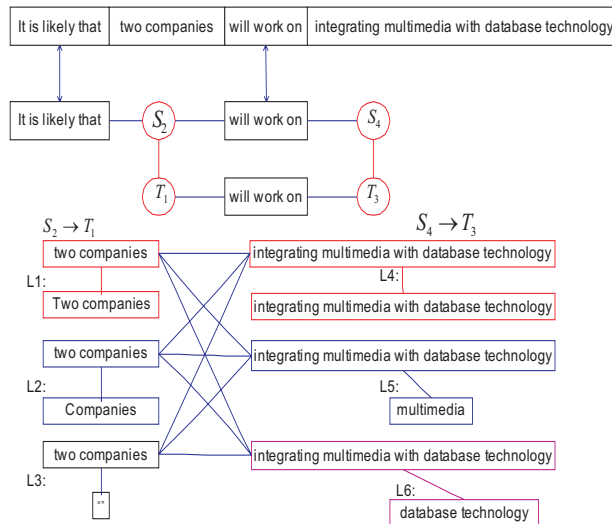 It is likely that two companies will work on integrating multimedia with database technology
It is likely that S2 will work on S4
T1 will work on T3
S2 → T1 S4 → T3
two companies integrating multimedia with database technology
L1: L4:
Two companies integrating multimedia with database technology
two companies integrating multimedia with database technology
L2: L5:
Companies multimedia
two companies integrating multimedia with database technology
L3: L6:
“” database technology